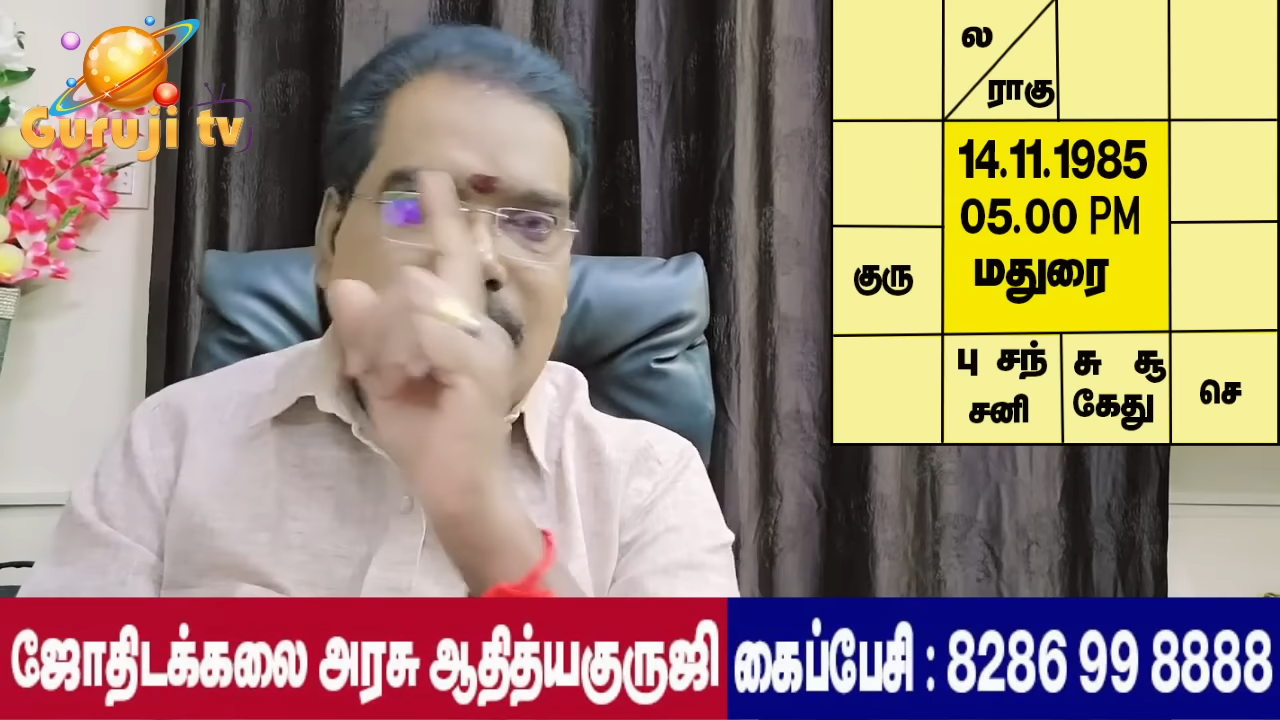 Guruji tv
ல
ராகு
14.11.1985
05.00 PM
மதுரை
குரு
பு சந்
சனி
சு சூ
கேது
செ
ஜோதிடக்கலை அரசு ஆதித்யகுருஜி
கைப்பேசி : 8286 99 8888